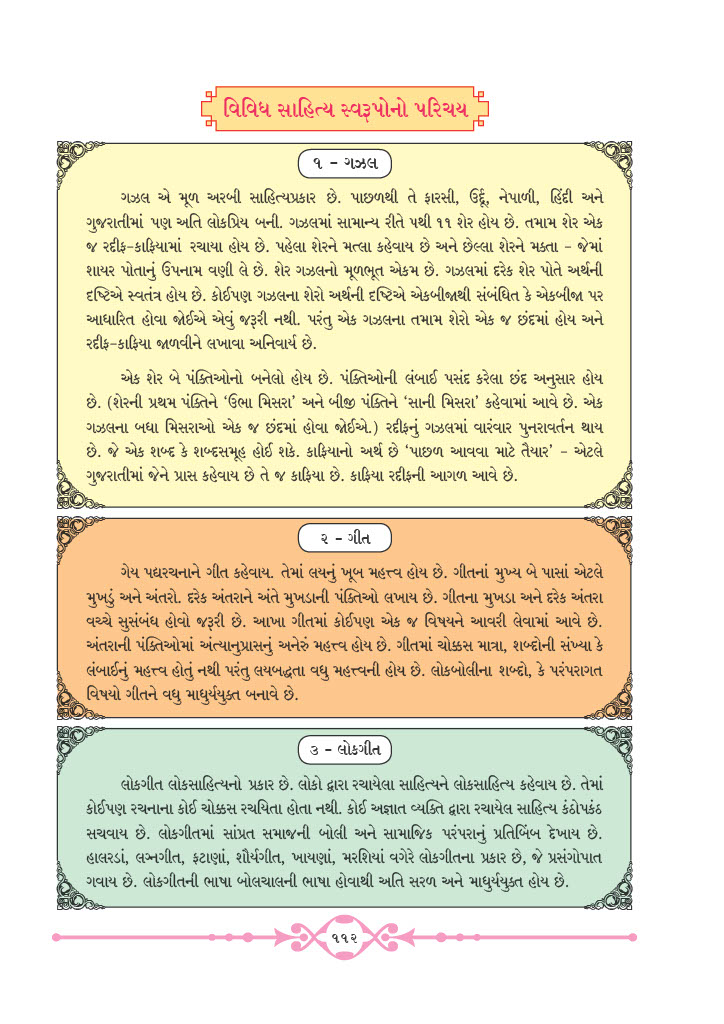 વિવિધ સાહિત્ય સ્વરૂપોનો પરિચય
૧ - ગઝલ
ગઝલ એ મૂળ અરબી સાહિત્યપ્રકાર છે. પાછળથી તે ફારસી, ઉર્દૂ, નેપાળી, હિંદી અને
ગુજરાતીમાં પણ અતિ લોકપ્રિય બની. ગઝલમાં સામાન્ય રીતે ૫થી ૧૧ શેર હોય છે. તમામ શેર એક
જ રદીફ-કાફિયામાં રચાયા હોય છે. પહેલા શેરને મત્લા કહેવાય છે અને છેલ્લા શેરને મક્તા - જેમાં
શાયર પોતાનું ઉપનામ વણી લે છે. શેર ગઝલનો મૂળભૂત એકમ છે. ગઝલમાં દરેક શેર પોતે અર્થની
દૃષ્ટિએ સ્વતંત્ર હોય છે. કોઈપણ ગઝલના શેરો અર્થની દૃષ્ટિએ એકબીજાથી સંબંધિત કે એકબીજા પર
આધારિત હોવા જોઈએ એવું જરૂરી નથી. પરંતુ એક ગઝલના તમામ શેરો એક જ છંદમાં હોય અને
રદીફ-કાફિયા જાળવીને લખાવા અનિવાર્ય છે.
એક શેર બે પંક્તિઓનો બનેલો હોય છે. પંક્તિઓની લંબાઈ પસંદ કરેલા છંદ અનુસાર હોય
છે. (શેરની પ્રથમ પંક્તિને ‘ઉભા મિસરા’ અને બીજી પંક્તિને ‘સાની મિસરા’ કહેવામાં આવે છે. એક
ગઝલના બધા મિસરાઓ એક જ છંદમાં હોવા જોઈએ.) રદીફનું ગઝલમાં વારંવાર પુનરાવર્તન થાય
છે. જે એક શબ્દ કે શબ્દસમૂહ હોઈ શકે. કાફિયાનો અર્થ છે ‘પાછળ આવવા માટે તૈયાર’ - એટલે
ગુજરાતીમાં જેને પ્રાસ કહેવાય છે તે જ કાફિયા છે. કાફિયા રદીફની આગળ આવે છે.
૨ - ગીત
ગેય પદ્યરચનાને ગીત કહેવાય. તેમાં લયનું ખૂબ મહત્ત્વ હોય છે. ગીતનાં મુખ્ય બે પાસાં એટલે
મુખડું અને અંતરો. દરેક અંતરાને અંતે મુખડાની પંક્તિઓ લખાય છે. ગીતના મુખડા અને દરેક અંતરા
વચ્ચે સુસંબંધ હોવો જરૂરી છે. આખા ગીતમાં કોઈપણ એક જ વિષયને આવરી લેવામાં આવે છે.
અંતરાની પંક્તિઓમાં અંત્યાનુપ્રાસનું અનેરું મહત્ત્વ હોય છે. ગીતમાં ચોક્કસ માત્રા, શબ્દોની સંખ્યા કે
લંબાઈનું મહત્ત્વ હોતું નથી પરંતુ લયબદ્ધતા વધુ મહત્ત્વની હોય છે. લોકબોલીના શબ્દો, કે પરંપરાગત
વિષયો ગીતને વધુ માધુર્યયુક્ત બનાવે છે.
૩ - લોકગીત
લોકગીત લોકસાહિત્યનો પ્રકાર છે. લોકો દ્વારા રચાયેલા સાહિત્યને લોકસાહિત્ય કહેવાય છે. તેમાં
કોઈપણ રચનાના કોઈ ચોક્કસ રચયિતા હોતા નથી. કોઈ અજ્ઞાત વ્યક્તિ દ્વારા રચાયેલ સાહિત્ય કંઠોપકંઠ
સચવાય છે. લોકગીતમાં સાંપ્રત સમાજની બોલી અને સામાજિક પરંપરાનું પ્રતિબિંબ દેખાય છે.
હાલરડાં, લગ્નગીત, ફટાણાં, શૌર્યગીત, ખાયણાં, મરશિયાં વગેરે લોકગીતના પ્રકાર છે, જે પ્રસંગોપાત
ગવાય છે. લોકગીતની ભાષા બોલચાલની ભાષા હોવાથી અતિ સરળ અને માધુર્યયુક્ત હોય છે.
૧૧૨